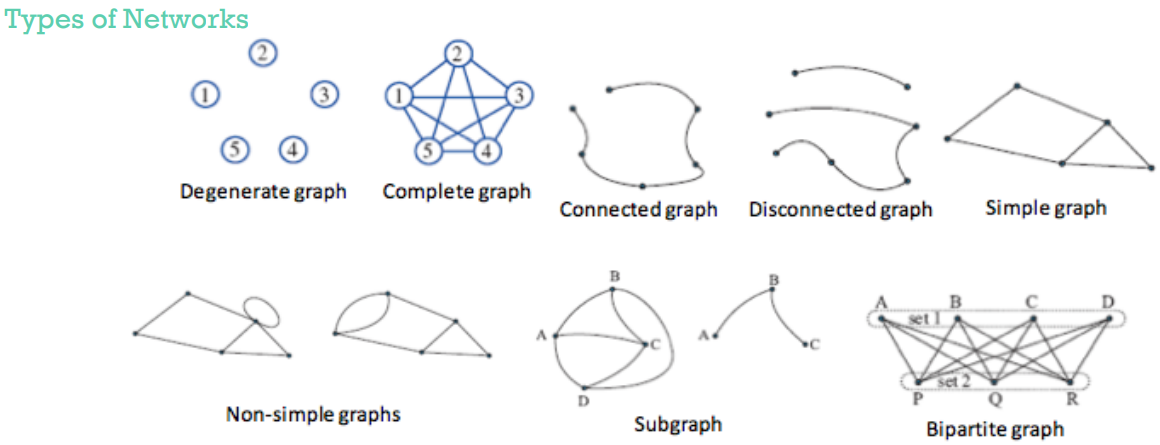 Types of Networks
2
1
3
5
4
Degenerate graph
2
1
3
5
4
Complete graph
Connected graph
Disconnected graph
Simple graph
Non-simple graphs
B
A
C
D
B
A
C
Subgraph
A B C D
set 1
set 2
P Q R
Bipartite graph